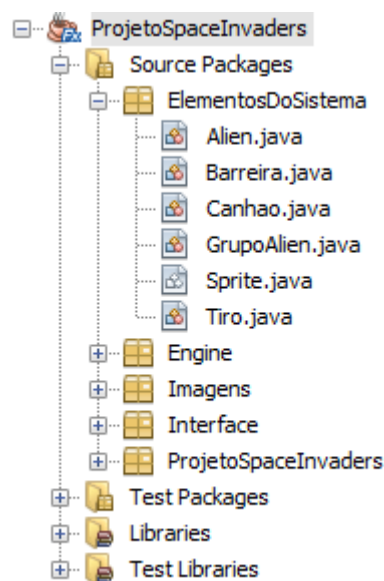 ProjetoSpaceInvaders
Source Packages
ElementosDoSistema
Alien.java
Barreira.java
Canhao.java
GrupoAlien.java
Sprite.java
Tiro.java
Engine
Imagens
Interface
ProjetoSpaceInvaders
Test Packages
Libraries
Test Libraries